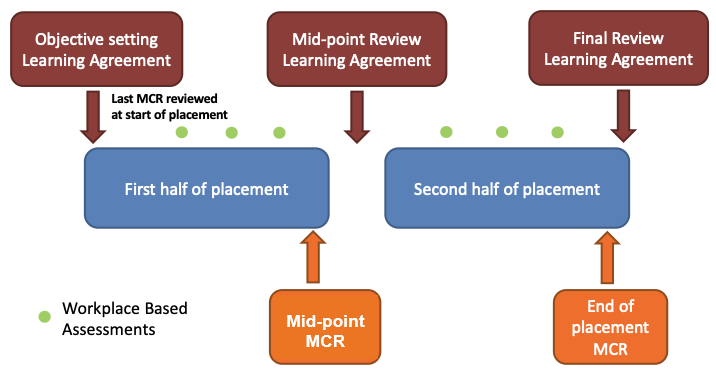 Objective setting
Learning Agreement
Mid-point Review
Learning Agreement
Final Review
Learning Agreement
Last MCR reviewed
at start of placement
First half of placement
Second half of placement
Workplace Based
Assessments
Mid-point
MCR
End of
placement
MCR